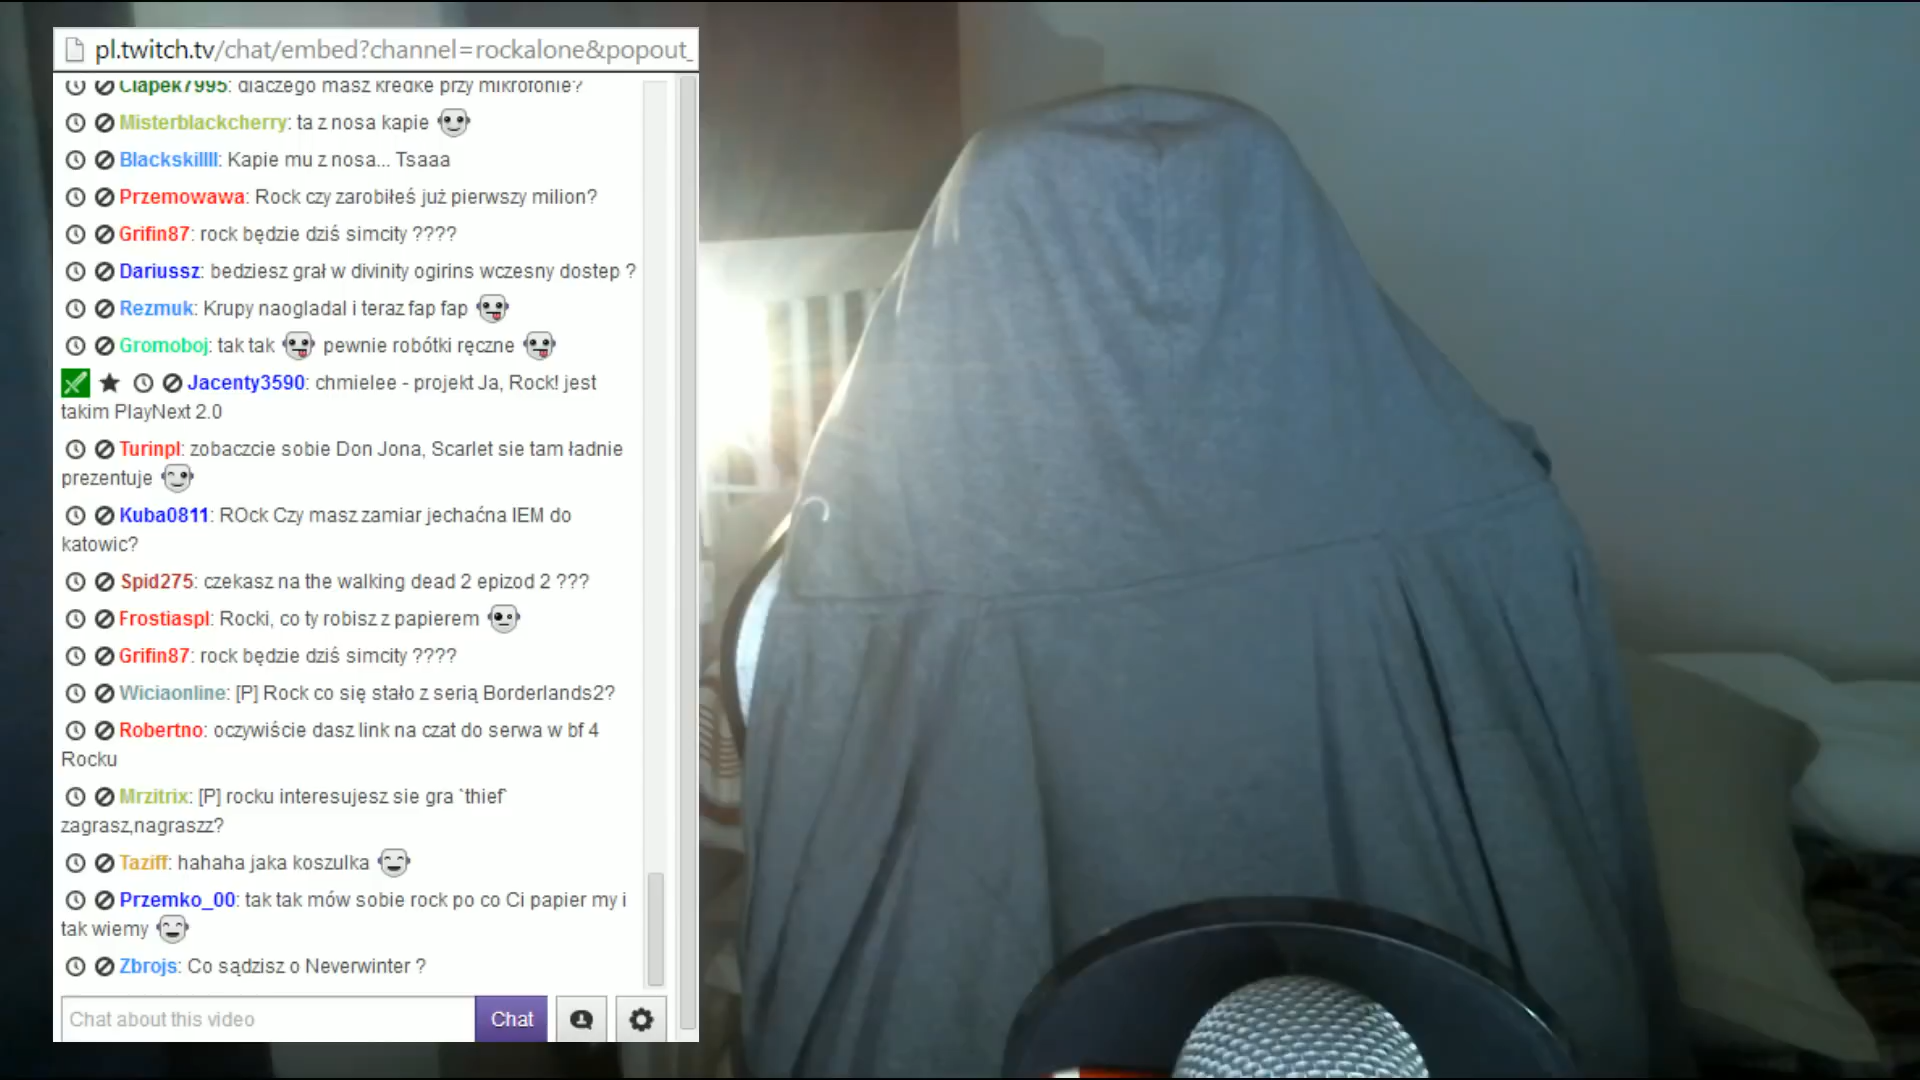 pl.twitch.tv/chat/embed?channel=rockalone&popout_
Clapek7995: dlaczego masz kredkę przy mikrofonie?
Misterblackcherry: ta z nosa kapie
Blackskillll: Kapie mu z nosa... Tsaaa
Przemowawa: Rock czy zarobiłeś już pierwszy milion?
Grifin87: rock będzie dziś simcity ????
Dariussz: bedziesz grał w divinity ogirins wczesny dostep ?
Rezmuk: Krupy naogladal i teraz fap fap
Gromoboj: tak tak pewnie robótki ręczne
Jacenty3590: chmielee - projekt Ja, Rock! jest
takim PlayNext 2.0
Turinpl: zobaczcie sobie Don Jona, Scarlet sie tam ładnie
prezentuje
Kuba0811: ROck Czy masz zamiar jechaćna IEM do
katowic?
Spid275: czekasz na the walking dead 2 epizod 2 ???
Frostiaspl: Rocki, co ty robisz z papierem
Grifin87: rock będzie dziś simcity ????
Wiciaonline: [P] Rock co się stało z serią Borderlands2?
Robertno: oczywiście dasz link na czat do serwa w bf 4
Rocku
Mrzitrix: [P] rocku interesujesz sie gra `thief`
zagrasz,nagraszz?
Taziff: hahaha jaka koszulka
Przemko_00: tak tak mów sobie rock po co Ci papier my i
tak wiemy
Zbrojs: Co sądzisz o Neverwinter ?
Chat about this video
Chat